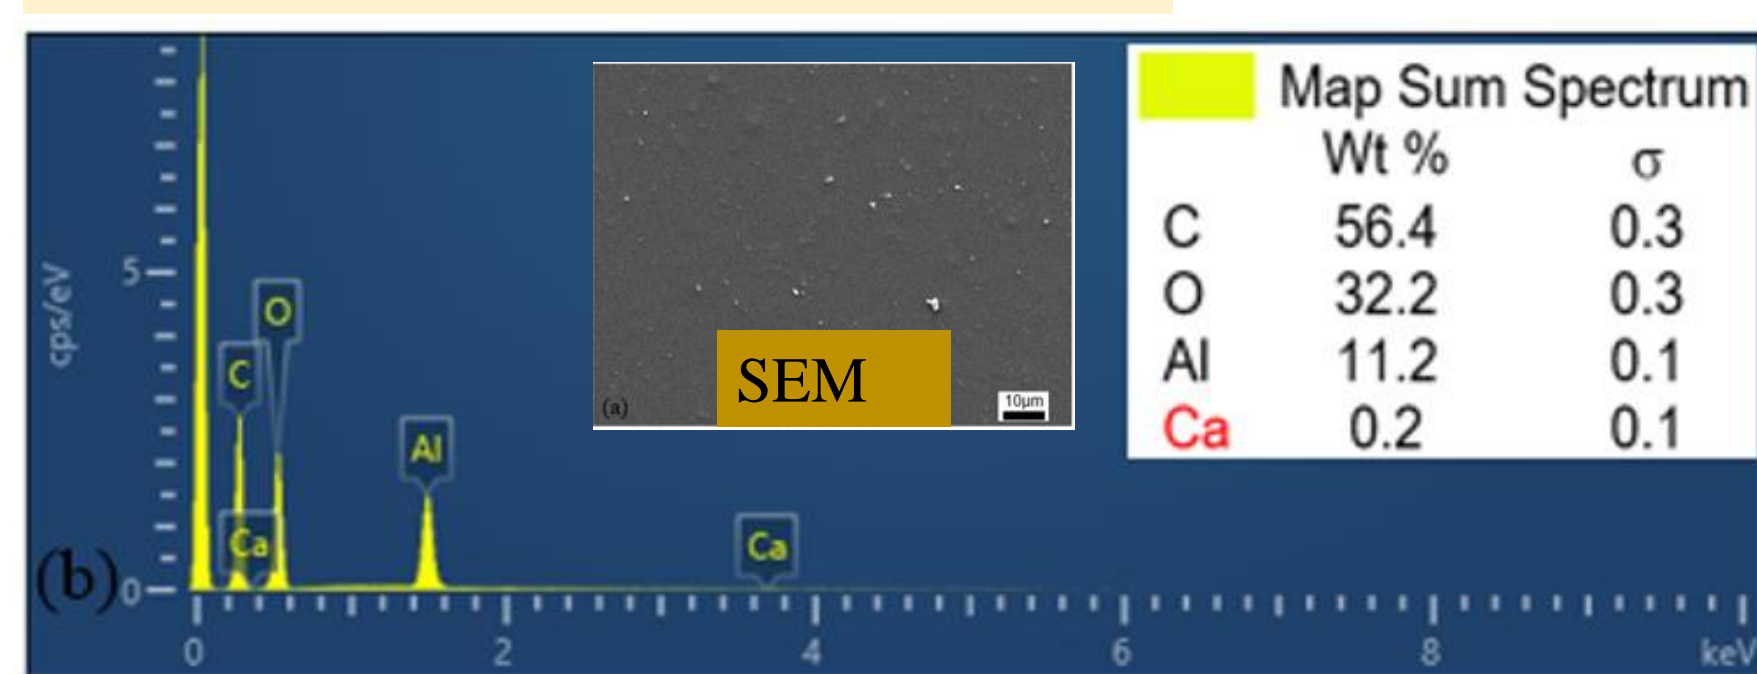 Map Sum Spectrum
Wt % σ
C 56.4 0.3
O 32.2 0.3
Al 11.2 0.1
Ca 0.2 0.1
SEM
(a)
10μm
cps/eV
5
0
O
C
Ca
Al
Ca
(b)
0 2 4 6 8 keV